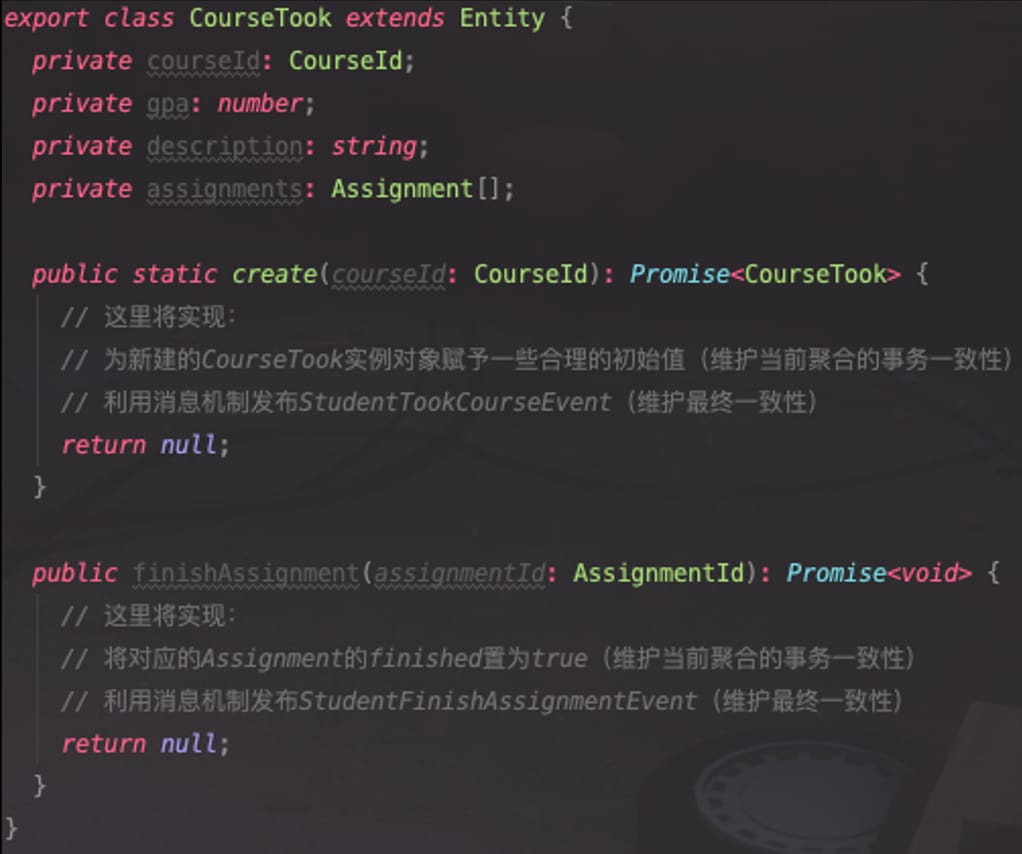 export class CourseTook extends Entity {
  private courseId: CourseId;
  private gpa: number;
  private description: string;
  private assignments: Assignment[];

  public static create(courseId: CourseId): Promise<CourseTook> {
    // 这里将实现：
    // 为新建的CourseTook实例对象赋予一些合理的初始值（维护当前聚合的事务一致性）
    // 利用消息机制发布StudentTookCourseEvent（维护最终一致性）
    return null;
  }

  public finishAssignment(assignmentId: AssignmentId): Promise<void> {
    // 这里将实现：
    // 将对应的Assignment的finished置为true（维护当前聚合的事务一致性）
    // 利用消息机制发布StudentFinishAssignmentEvent（维护最终一致性）
    return null;
  }
}